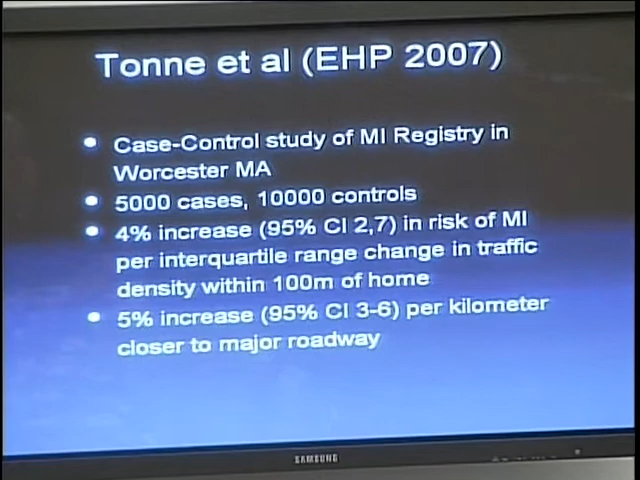 Tonne et al (EHP 2007)
• Case-Control study of MI Registry in
Worcester MA
• 5000 cases, 10000 controls
• 4% increase (95% CI 2,7) in risk of MI
per interquartile range change in traffic
density within 100m of home
• 5% increase (95% CI 3-6) per kilometer
closer to major roadway
SAMSUNG